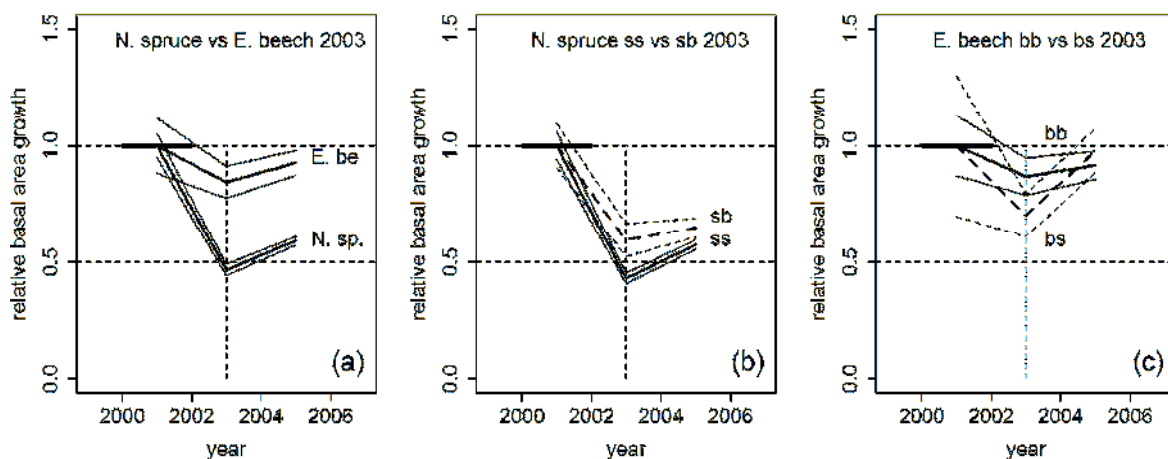 N. spruce vs E. beech 2003
relative basal area growth
1.5
1.0
0.5
0.0
E. be
N. sp.
(a)
2000 2002 2004 2006
year
N. spruce ss vs sb 2003
relative basal area growth
1.5
1.0
0.5
0.0
sb
ss
(b)
2000 2002 2004 2006
year
E. beech bb vs bs 2003
relative basal area growth
1.5
1.0
0.5
0.0
bb
bs
(c)
2000 2002 2004 2006
year